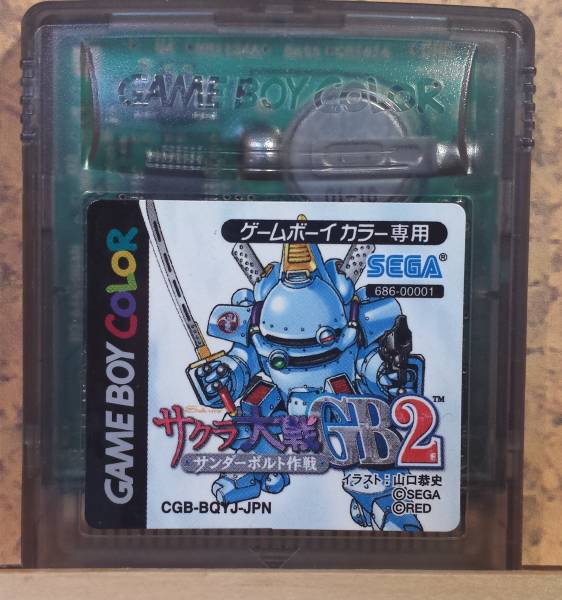 GAME BOY COLOR
GAME BOY COLOR
ゲームボーイカラー専用
SEGA®
686-00001
サクラ大戦GB2™
サンダーボルト作戦
イラスト:山口恭史
©SEGA
©RED
CGB-BQYJ-JPN